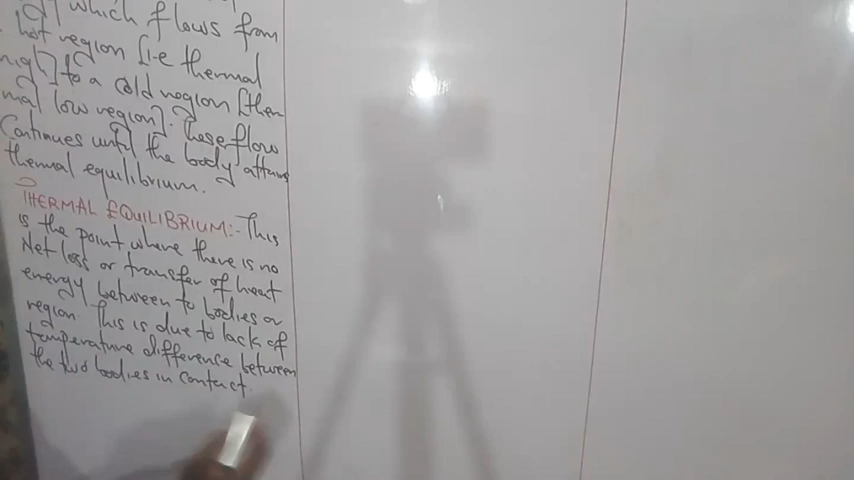 which flows from
hot region [i.e thermal
high] to a cold region [ther-
mal low region]. These flow
Continues until the body attains
thermal equilibrium.
THERMAL EQUILIBRIUM:- This
is the point where there is no
Net loss or transfer of heat
energy between to bodies or
region. This is due to lack of
temperature difference between
the two bodies in contact.